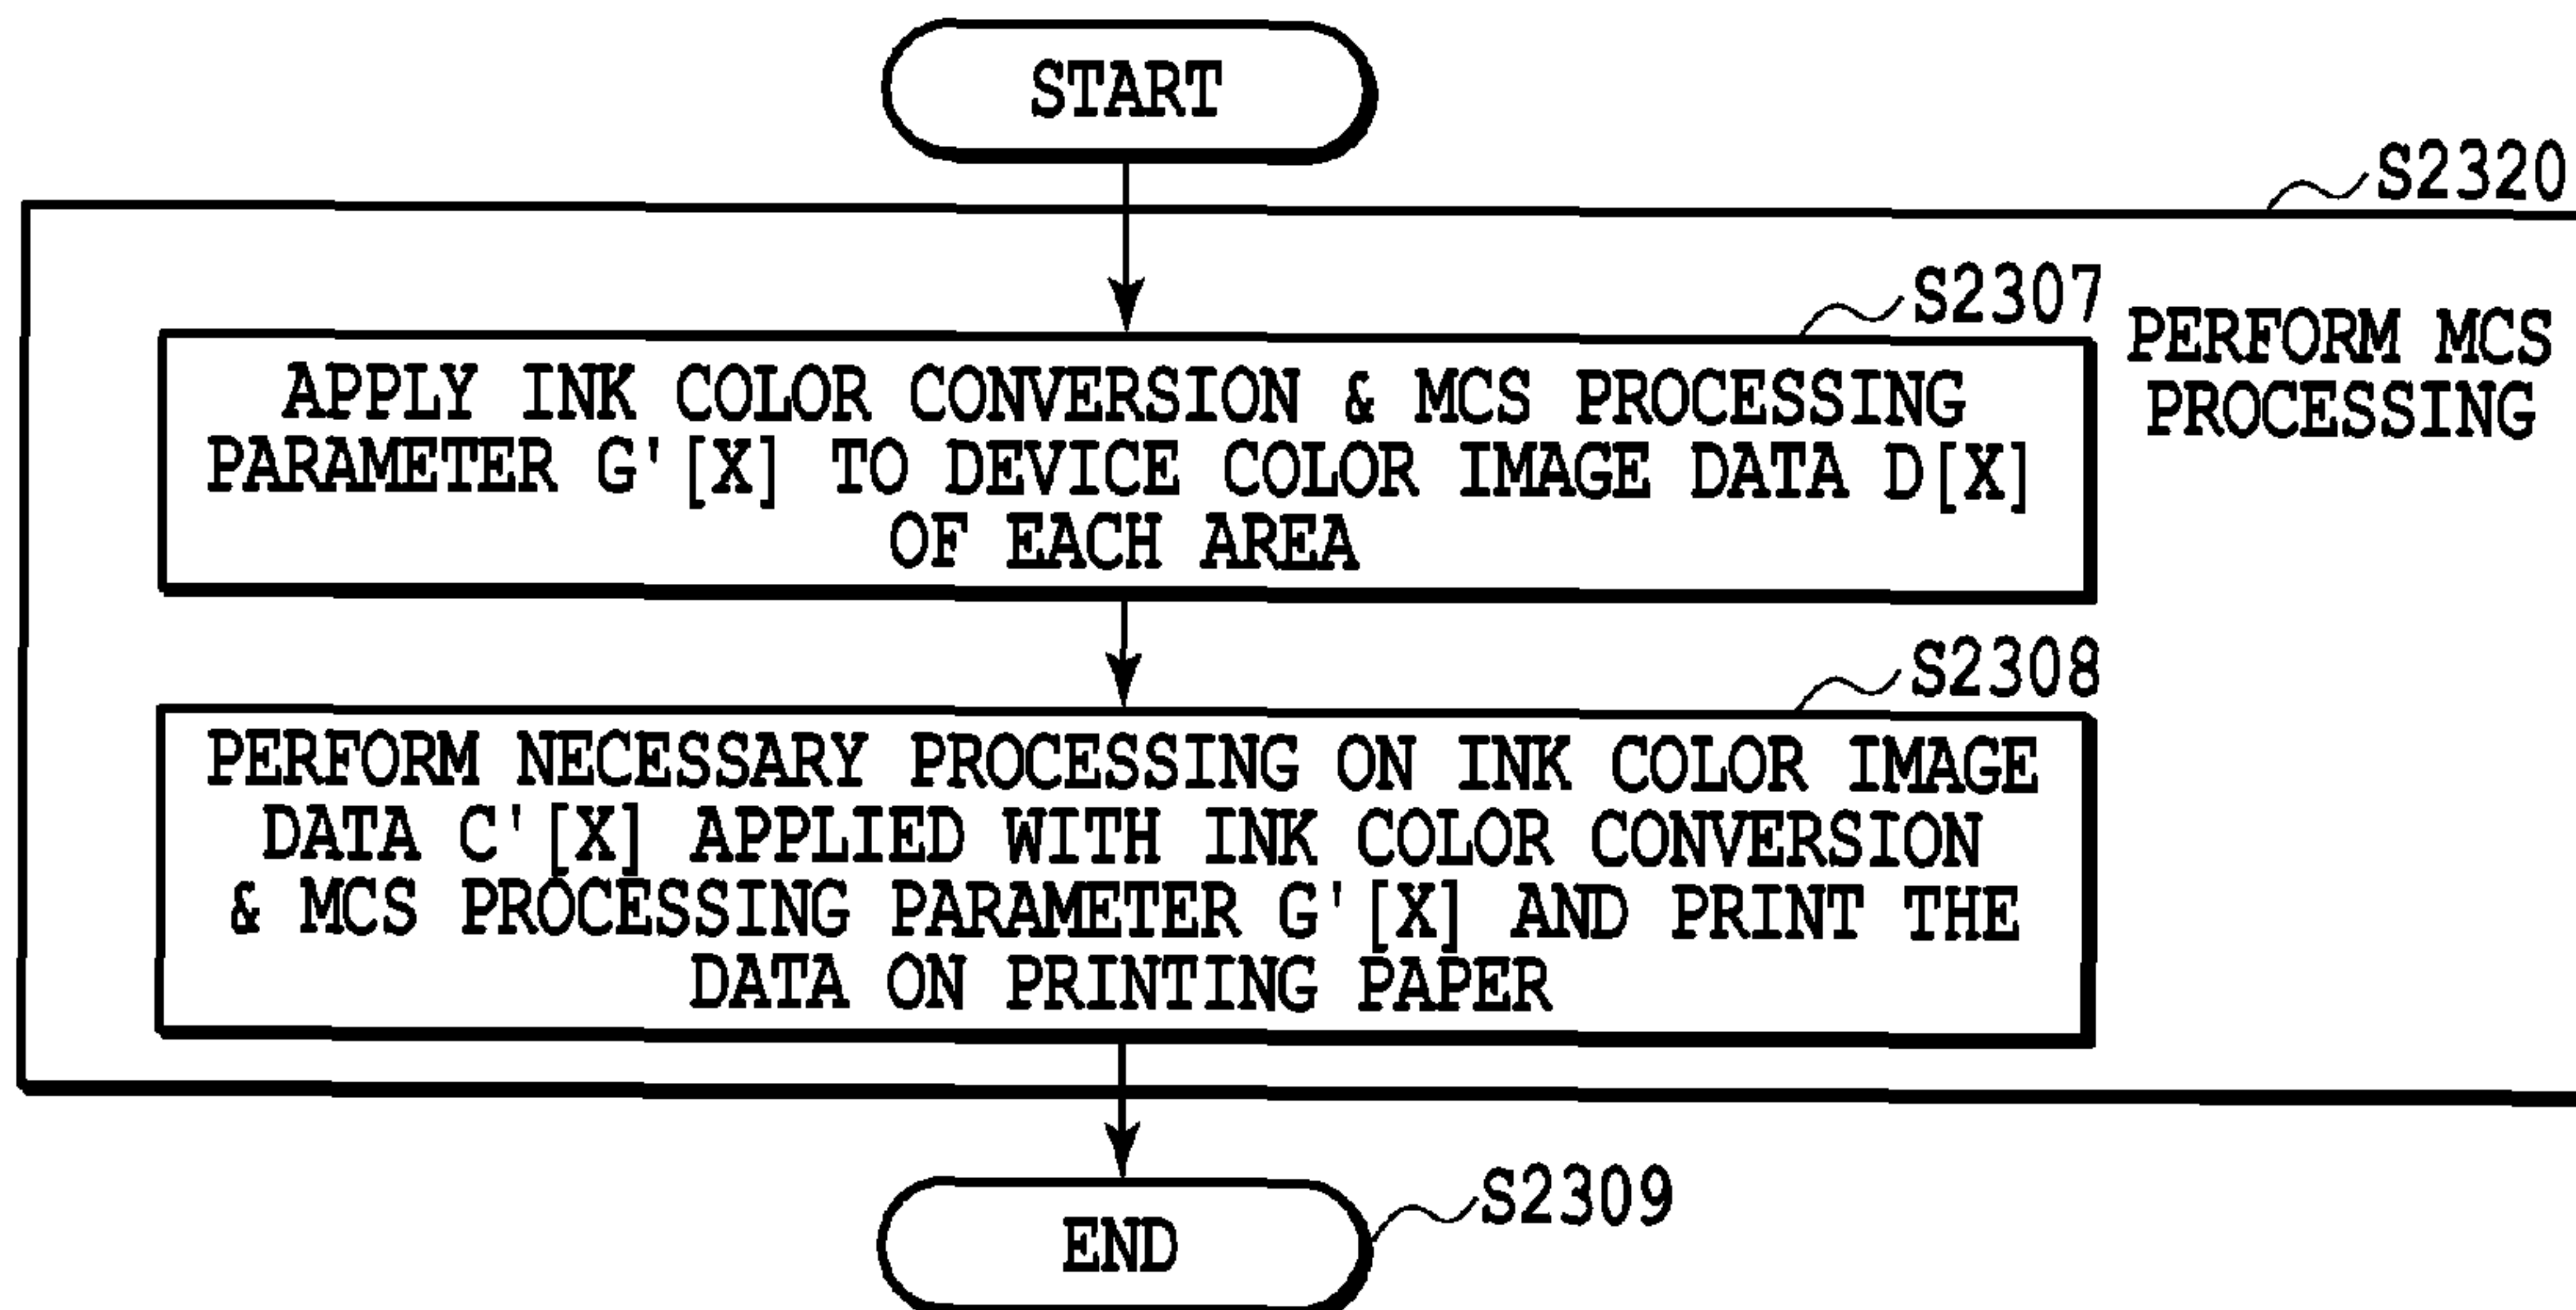 START
S2320
S2307
PERFORM MCS
PROCESSING
APPLY INK COLOR CONVERSION & MCS PROCESSING
PARAMETER G'[X] TO DEVICE COLOR IMAGE DATA D[X]
OF EACH AREA
S2308
PERFORM NECESSARY PROCESSING ON INK COLOR IMAGE
DATA C'[X] APPLIED WITH INK COLOR CONVERSION
& MCS PROCESSING PARAMETER G'[X] AND PRINT THE
DATA ON PRINTING PAPER
S2309
END